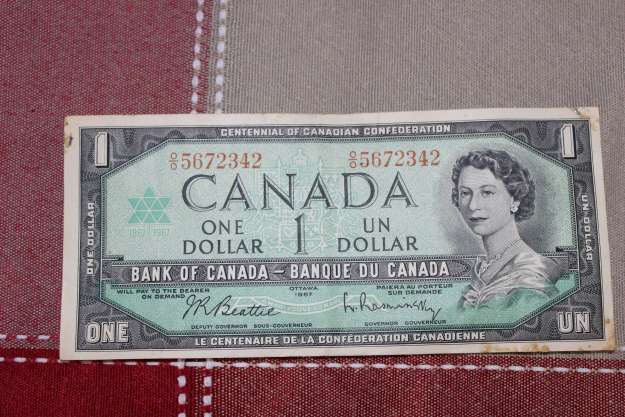 CENTENNIAL OF CANADIAN CONFEDERATION
1 1
O/O 5672342 O/O 5672342
CANADA
1867 1967
ONE DOLLAR 1 UN DOLLAR
ONE DOLLAR
UN DOLLAR
BANK OF CANADA – BANQUE DU CANADA
WILL PAY TO THE BEARER ON DEMAND
OTTAWA 1967
PAIERA AU PORTEUR SUR DEMANDE
J.R. Beattie
L. Rasminsky
DEPUTY GOVERNOR SOUS-GOUVERNEUR
GOVERNOR GOUVERNEUR
ONE UN
LE CENTENAIRE DE LA CONFÉDÉRATION CANADIENNE